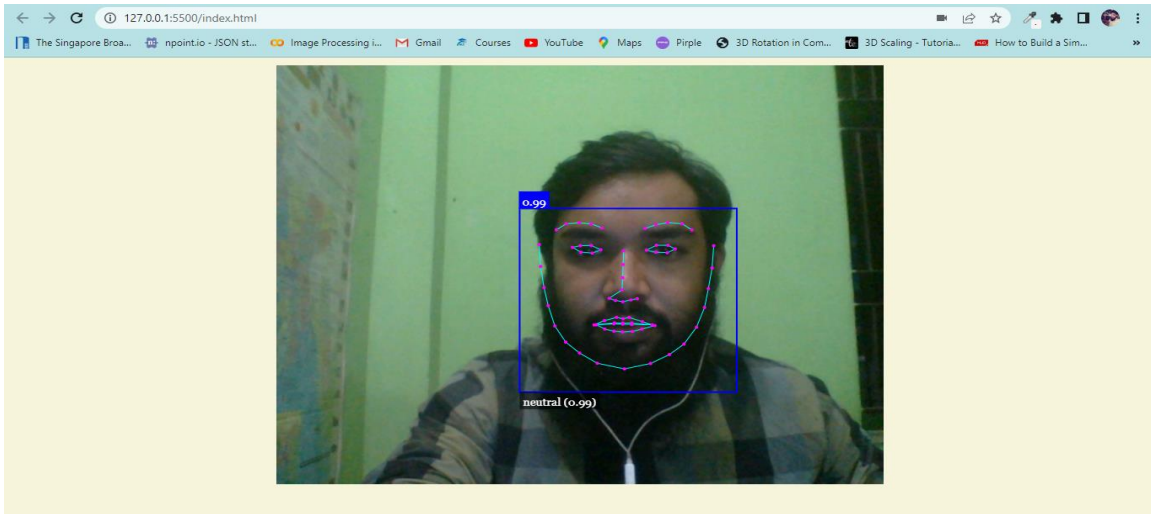 127.0.0.1:5500/index.html
The Singapore Broa... npoint.io - JSON st... Image Processing i... Gmail Courses YouTube Maps Pirple 3D Rotation in Com... 3D Scaling - Tutoria... How to Build a Sim... »
0.99
neutral (0.99)